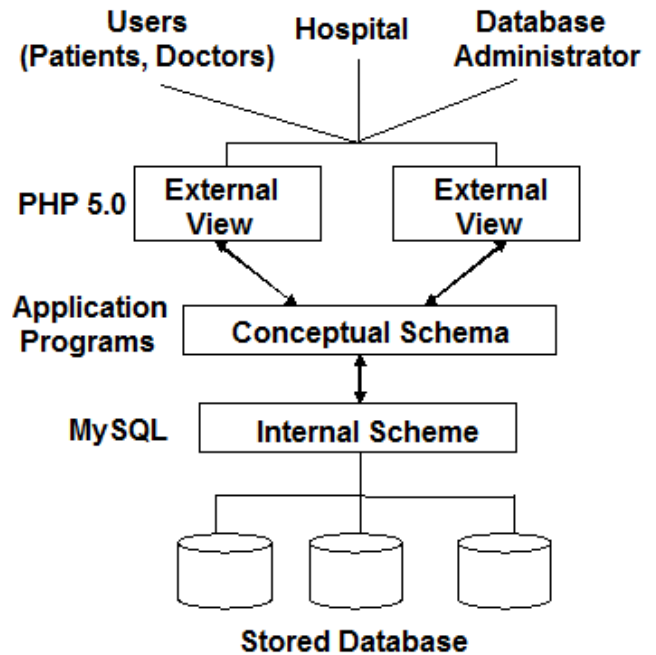 Users
(Patients, Doctors)
Hospital
Database
Administrator
PHP 5.0
External
View
External
View
Application
Programs
Conceptual Schema
MySQL
Internal Scheme
Stored Database